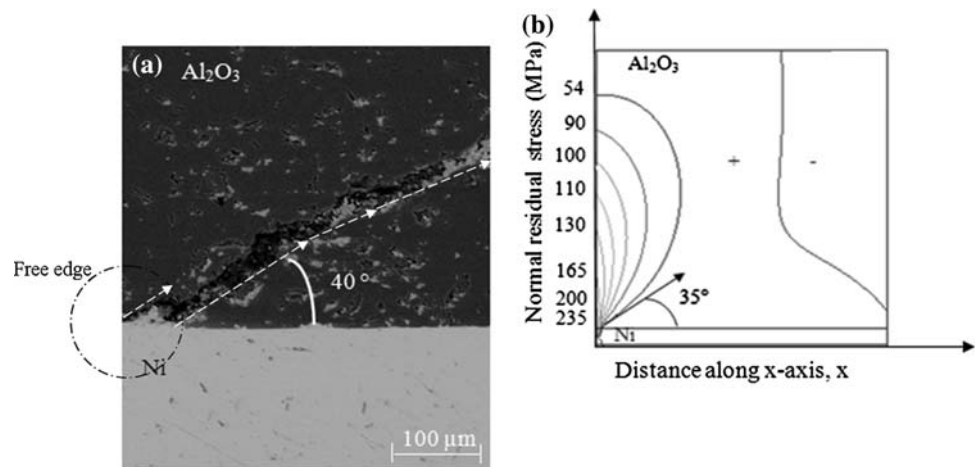 (a)
Al₂O₃
Free edge
40 °
Ni
100 µm
(b)
Normal residual stress (MPa)
54
90
100
110
130
165
200
235
Al₂O₃
+
-
35°
Ni
Distance along x-axis, x